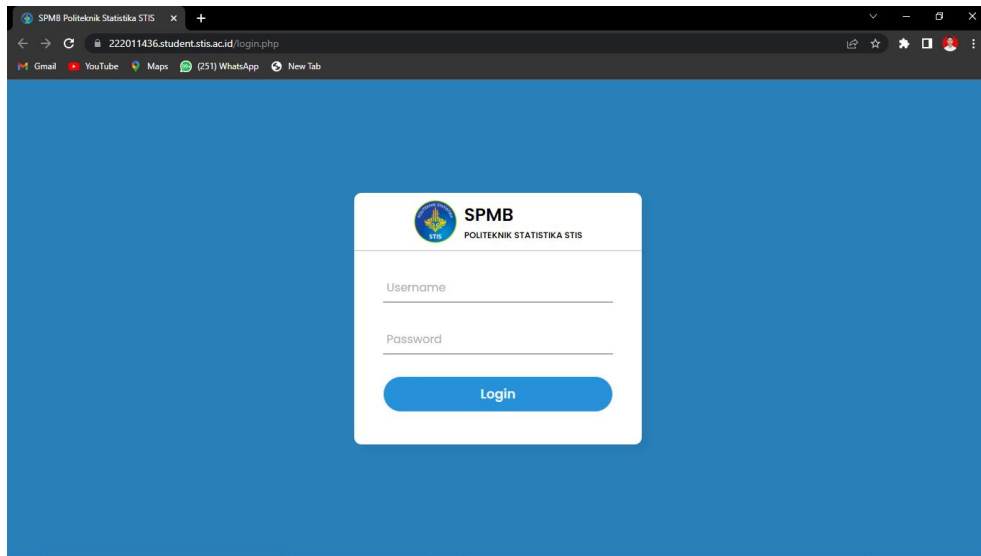 SPMB Politeknik Statistika STIS
222011436.student.stis.ac.id/login.php
Gmail YouTube Maps (251) WhatsApp New Tab
STIS
SPMB
POLITEKNIK STATISTIKA STIS
Username
Password
Login